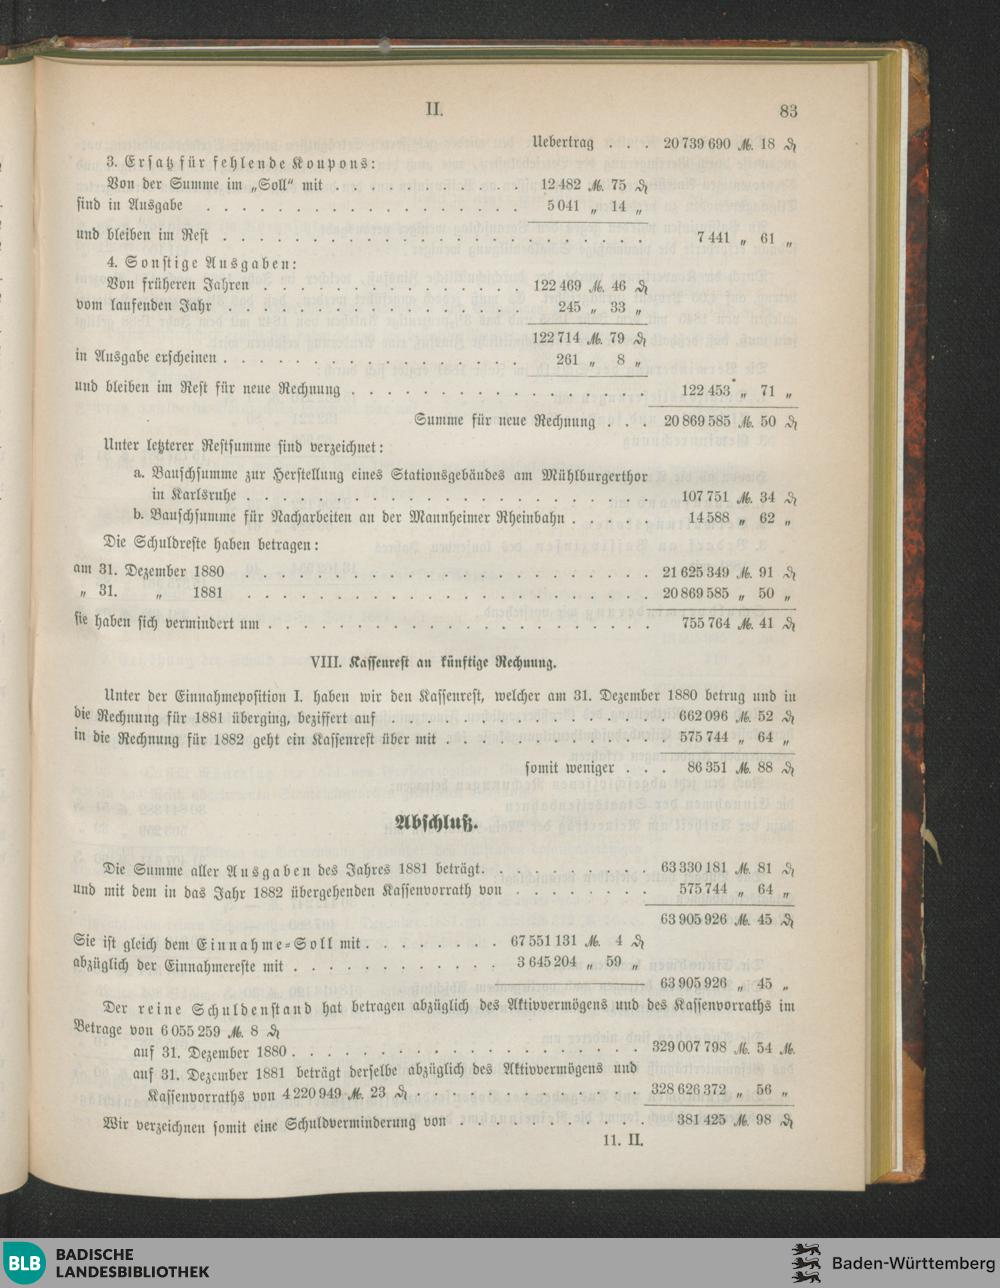 II. 83
Uebertrag . . . 20 739 690 ℳ 18 ₰
3. Ersatz für fehlende Koupons:
Von der Summe im „Soll“ mit . . . . . . . . . 12 482 ℳ 75 ₰
sind in Ausgabe . . . . . . . . . . . . . . . 5 041 „ 14 „
und bleiben im Rest . . . . . . . . . . . . . . . . . . . . 7 441 „ 61 „
4. Sonstige Ausgaben:
Von früheren Jahren . . . . . . . . . . . . 122 469 ℳ 46 ₰
vom laufenden Jahr . . . . . . . . . . . . . 245 „ 33 „
122 714 ℳ 79 ₰
in Ausgabe erscheinen . . . . . . . . . . . . . 261 „ 8 „
und bleiben im Rest für neue Rechnung . . . . . . . . . . . . . 122 453 „ 71 „
Summe für neue Rechnung . . 20 869 585 ℳ 50 ₰
Unter letzterer Restsumme sind verzeichnet:
a. Bauschsumme zur Herstellung eines Stationsgebäudes am Mühlburgerthor
in Karlsruhe . . . . . . . . . . . . . . . . . . . . 107 751 ℳ 34 ₰
b. Bauschsumme für Nacharbeiten an der Mannheimer Rheinbahn . . . . 14 588 „ 62 „
Die Schuldreste haben betragen:
am 31. Dezember 1880 . . . . . . . . . . . . . . . . . . . . 21 625 349 ℳ 91 ₰
„ 31. „ 1881 . . . . . . . . . . . . . . . . . . . . 20 869 585 „ 50 „
sie haben sich vermindert um . . . . . . . . . . . . . . . . . . . 755 764 ℳ 41 ₰
VIII. Kassenrest an künftige Rechnung.
Unter der Einnahmeposition I. haben wir den Kassenrest, welcher am 31. Dezember 1880 betrug und in
die Rechnung für 1881 überging, beziffert auf . . . . . . . . . . . . . 662 096 ℳ 52 ₰
in die Rechnung für 1882 geht ein Kassenrest über mit . . . . . . . . . . . 575 744 „ 64 „
somit weniger . . . 86 351 ℳ 88 ₰
Abschluß.
Die Summe aller Ausgaben des Jahres 1881 beträgt. . . . . . . . . 63 330 181 ℳ 81 ₰
und mit dem in das Jahr 1882 übergehenden Kassenvorrath von . . . . . . . 575 744 „ 64 „
63 905 926 ℳ 45 ₰
Sie ist gleich dem Einnahme-Soll mit . . . . . . . 67 551 131 ℳ 4 ₰
abzüglich der Einnahmereste mit . . . . . . . . . . 3 645 204 „ 59 „
63 905 926 „ 45 „
Der reine Schuldenstand hat betragen abzüglich des Aktivvermögens und des Kassenvorraths im
Betrage von 6 055 259 ℳ 8 ₰
auf 31. Dezember 1880 . . . . . . . . . . . . . . . . . . 329 007 798 ℳ 54 ℳ
auf 31. Dezember 1881 beträgt derselbe abzüglich des Aktivvermögens und
Kassenvorraths von 4 220 949 ℳ 23 ₰ . . . . . . . . . . . . 328 626 372 „ 56 „
Wir verzeichnen somit eine Schuldverminderung von . . . . . . . . . . 381 425 ℳ 98 ₰
11. II.
BLB BADISCHE
LANDESBIBLIOTHEK
Baden-Württemberg